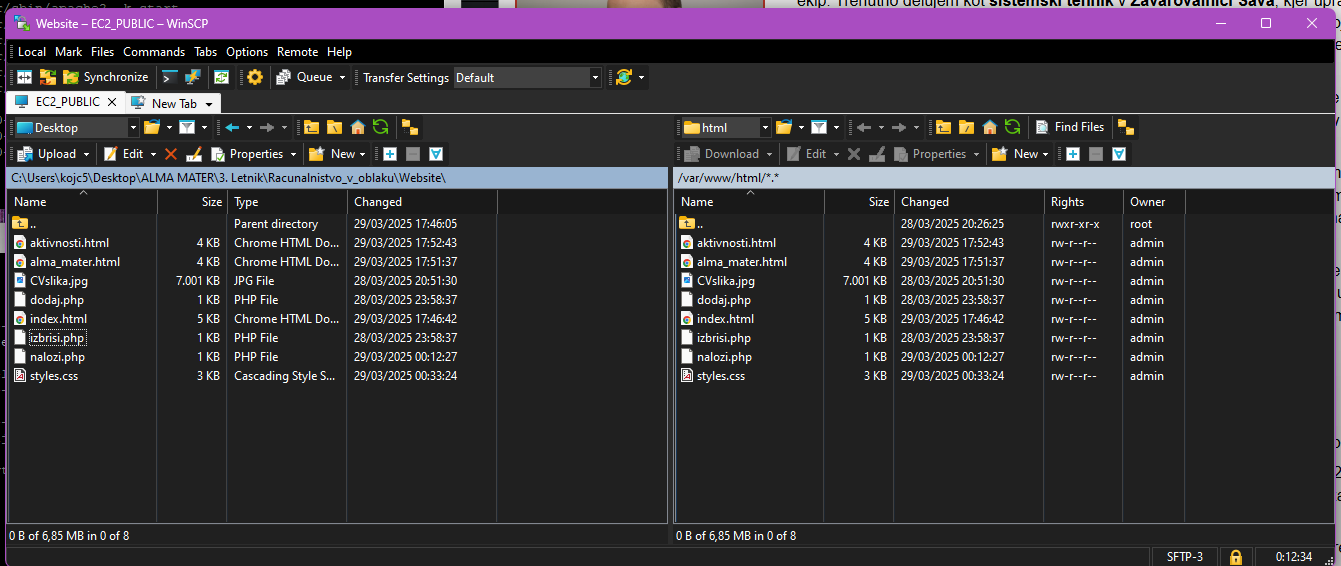 ekip. Trenutno delujem kot sistemski tehnik v Zavarovalnici Sava, kjer upra
Website – EC2_PUBLIC – WinSCP
Local Mark Files Commands Tabs Options Remote Help
Synchronize Queue Transfer Settings Default
EC2_PUBLIC New Tab
Desktop html Find Files
Upload Edit Properties New Download Edit Properties New
C:\Users\kojc5\Desktop\ALMA MATER\3. Letnik\Racunalnistvo_v_oblaku\Website\ /var/www/html/*.*
Name Size Type Changed Name Size Changed Rights Owner
.. Parent directory 29/03/2025 17:46:05 .. 28/03/2025 20:26:25 rwxr-xr-x root
aktivnosti.html 4 KB Chrome HTML Do... 29/03/2025 17:52:43 aktivnosti.html 4 KB 29/03/2025 17:52:43 rw-r--r-- admin
alma_mater.html 4 KB Chrome HTML Do... 29/03/2025 17:51:37 alma_mater.html 4 KB 29/03/2025 17:51:37 rw-r--r-- admin
CVslika.jpg 7.001 KB JPG File 28/03/2025 20:51:30 CVslika.jpg 7.001 KB 28/03/2025 20:51:30 rw-r--r-- admin
dodaj.php 1 KB PHP File 28/03/2025 23:58:37 dodaj.php 1 KB 28/03/2025 23:58:37 rw-r--r-- admin
index.html 5 KB Chrome HTML Do... 29/03/2025 17:46:42 index.html 5 KB 29/03/2025 17:46:42 rw-r--r-- admin
izbrisi.php 1 KB PHP File 28/03/2025 23:58:37 izbrisi.php 1 KB 28/03/2025 23:58:37 rw-r--r-- admin
nalozi.php 1 KB PHP File 29/03/2025 00:12:27 nalozi.php 1 KB 29/03/2025 00:12:27 rw-r--r-- admin
styles.css 3 KB Cascading Style S... 29/03/2025 00:33:24 styles.css 3 KB 29/03/2025 00:33:24 rw-r--r-- admin
0 B of 6,85 MB in 0 of 8 0 B of 6,85 MB in 0 of 8
SFTP-3 0:12:34